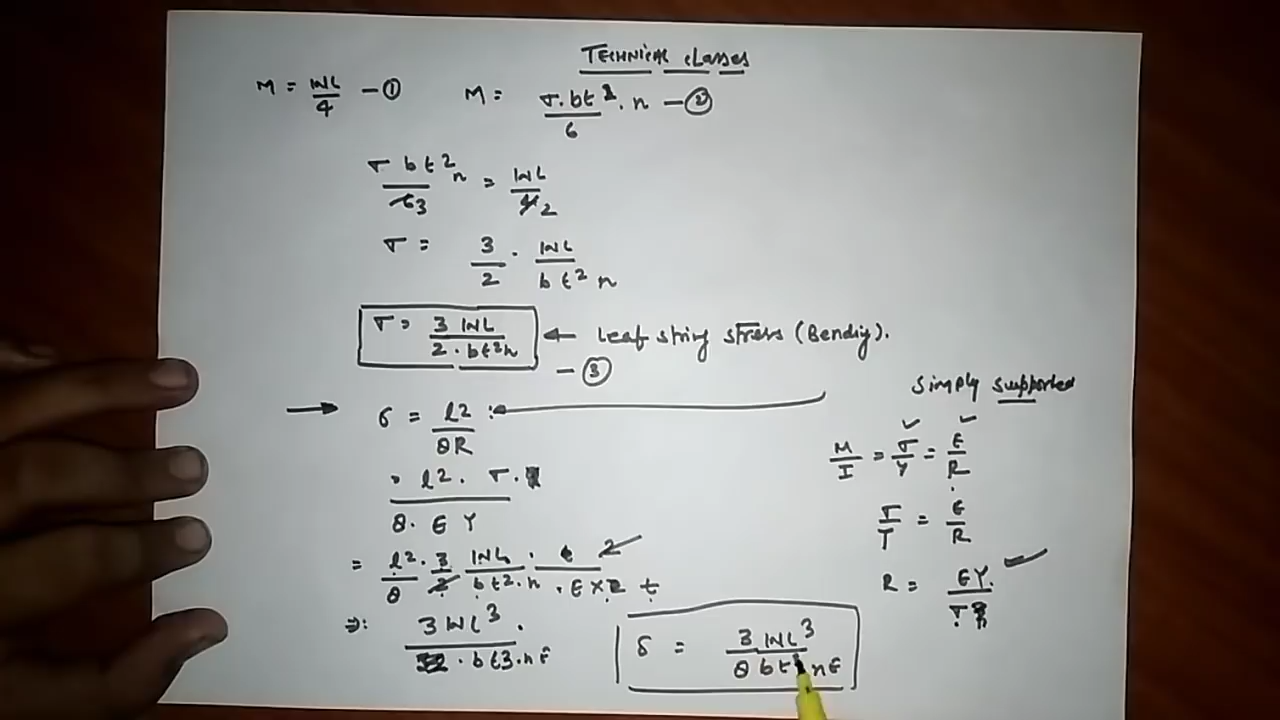 TECHNICAL CLASSES
M = WL/4 — ① M = σ.bt²/6 . n — ②
σbt²n/63 = WL/42
σ = 3/2 . WL/bt²n
σ = 3WL/2.bt²n ← Leaf spring stress (Bending).
— ③
→ δ = l²/8R :
= l². σ./8. E Y
= l²/8 . 3/2 WL/bt².n . 2/.E× t
⇒: 3WL³./ . bt3.nE
δ = 3WL³/8bt³nE
Simply supported
M/I = σ/Y = E/R
σ/Y = E/R
R = EY./σ